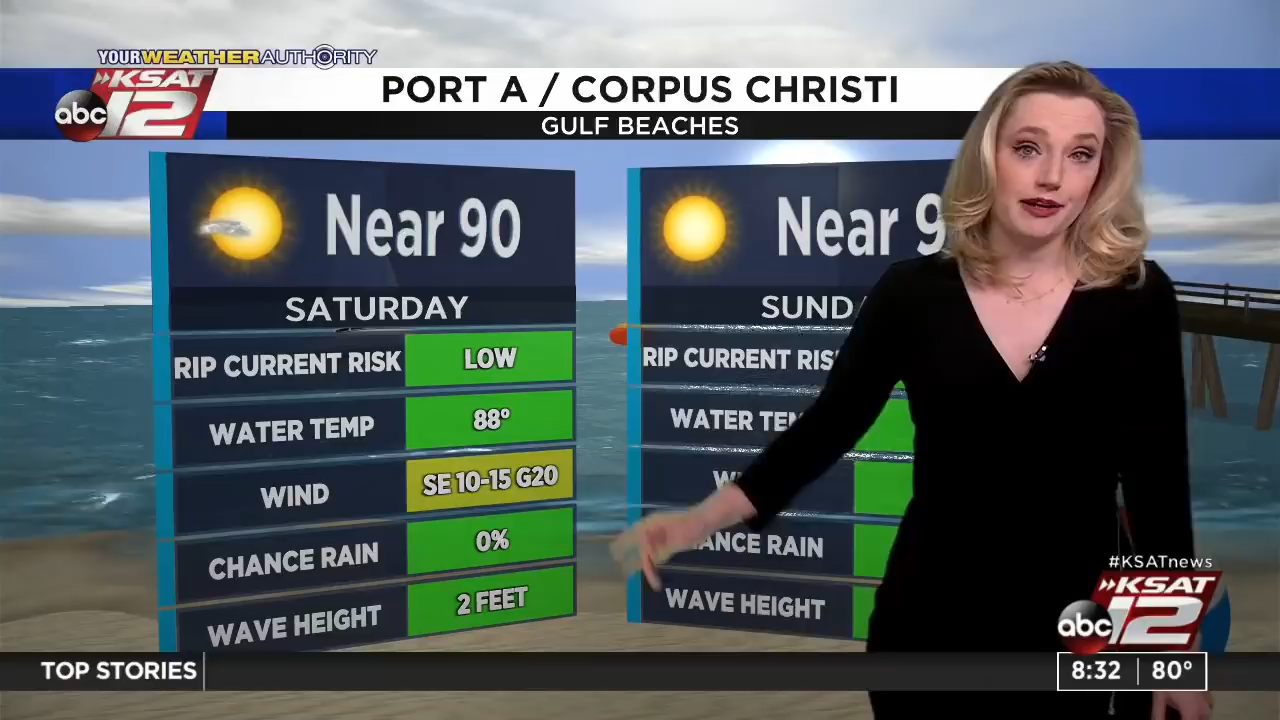 YOUR WEATHER AUTHORITY
KSAT
abc 12
PORT A / CORPUS CHRISTI
GULF BEACHES
Near 90
SATURDAY
RIP CURRENT RISK LOW
WATER TEMP 88°
WIND SE 10-15 G20
CHANCE RAIN 0%
WAVE HEIGHT 2 FEET
Near 9
SUND
RIP CURRENT RIS
WATER TEM
W
ANCE RAIN
WAVE HEIGHT
#KSATnews
KSAT
abc 12
TOP STORIES
8:32 80°